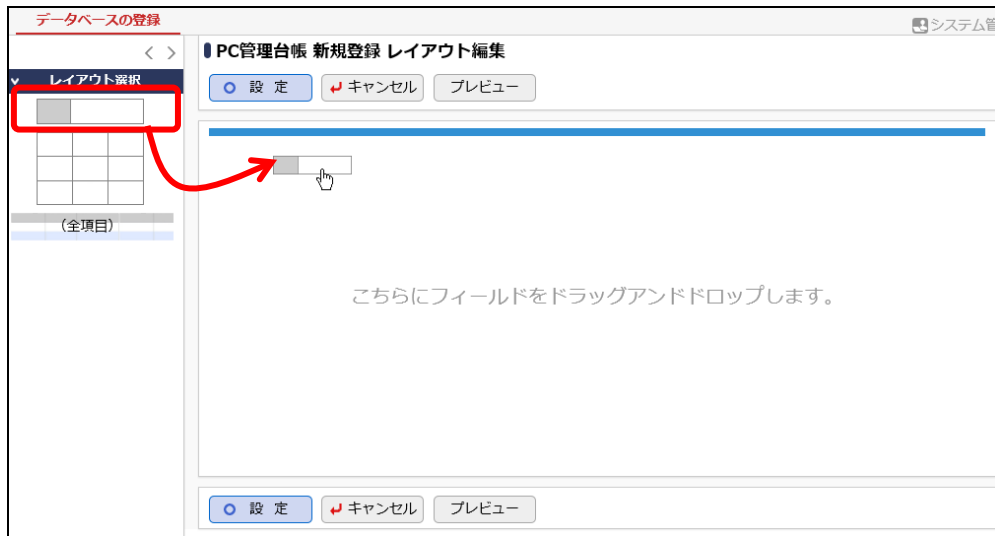 データベースの登録
システム管
レイアウト選択
(全項目)
PC管理台帳 新規登録 レイアウト編集
設 定
キャンセル
プレビュー
こちらにフィールドをドラッグアンドドロップします。
設 定
キャンセル
プレビュー